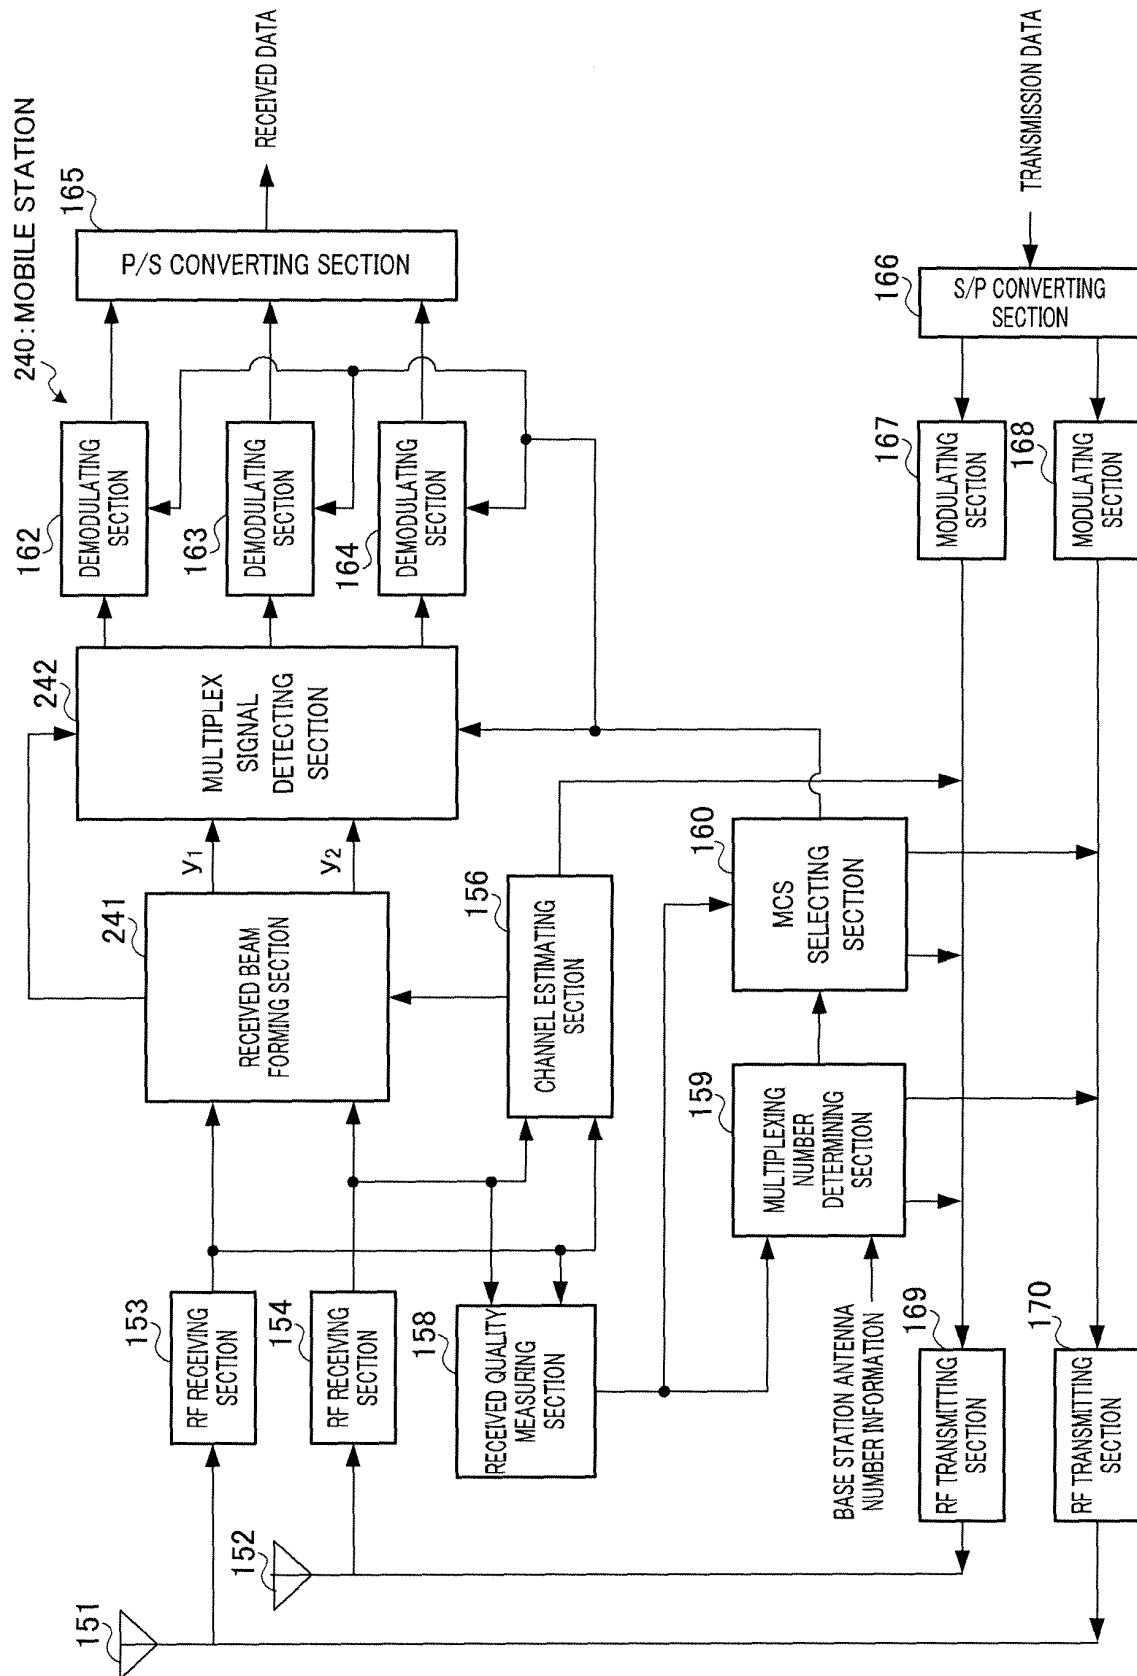 240:MOBILE STATION
151
152
153
RF RECEIVING
SECTION
154
RF RECEIVING
SECTION
158
RECEIVED QUALITY
MEASURING
SECTION
241
RECEIVED BEAM
FORMING SECTION
y1
y2
156
CHANNEL ESTIMATING
SECTION
242
MULTIPLEX
SIGNAL
DETECTING
SECTION
162
DEMODULATING
SECTION
163
DEMODULATING
SECTION
164
DEMODULATING
SECTION
165
P/S CONVERTING SECTION
RECEIVED DATA
BASE STATION ANTENNA
NUMBER INFORMATION
159
MULTIPLEXING
NUMBER
DETERMINING
SECTION
160
MCS
SELECTING
SECTION
169
RF TRANSMITTING
SECTION
170
RF TRANSMITTING
SECTION
167
MODULATING
SECTION
168
MODULATING
SECTION
166
S/P CONVERTING
SECTION
TRANSMISSION DATA